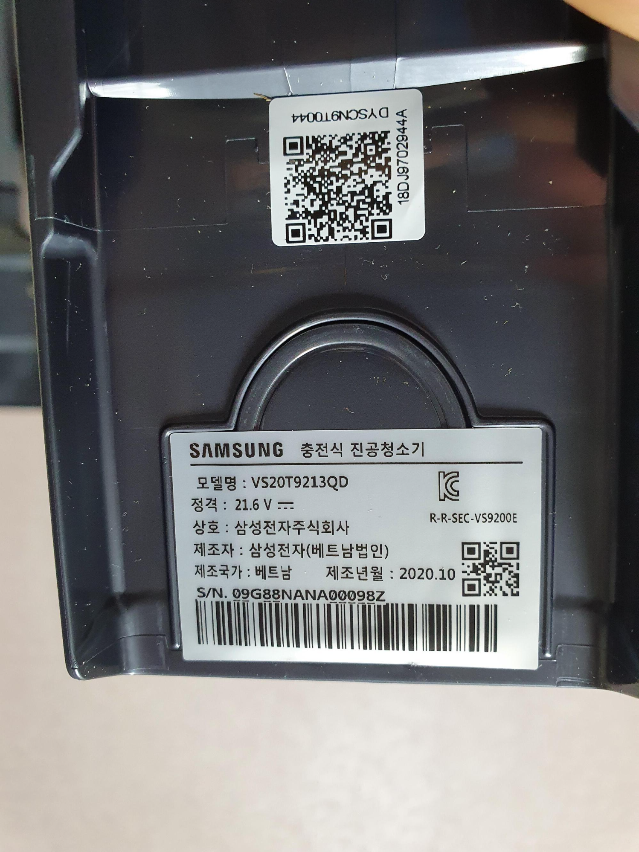 DYSCN9T0044
18DJ9702944A
SAMSUNG 충전식 진공청소기
모델명 : VS20T9213QD
정격 : 21.6 V
R-R-SEC-VS9200E
상호 : 삼성전자주식회사
제조자 : 삼성전자(베트남법인)
제조국가 : 베트남 제조년월 : 2020.10
S/N. 09G88NANA00098Z